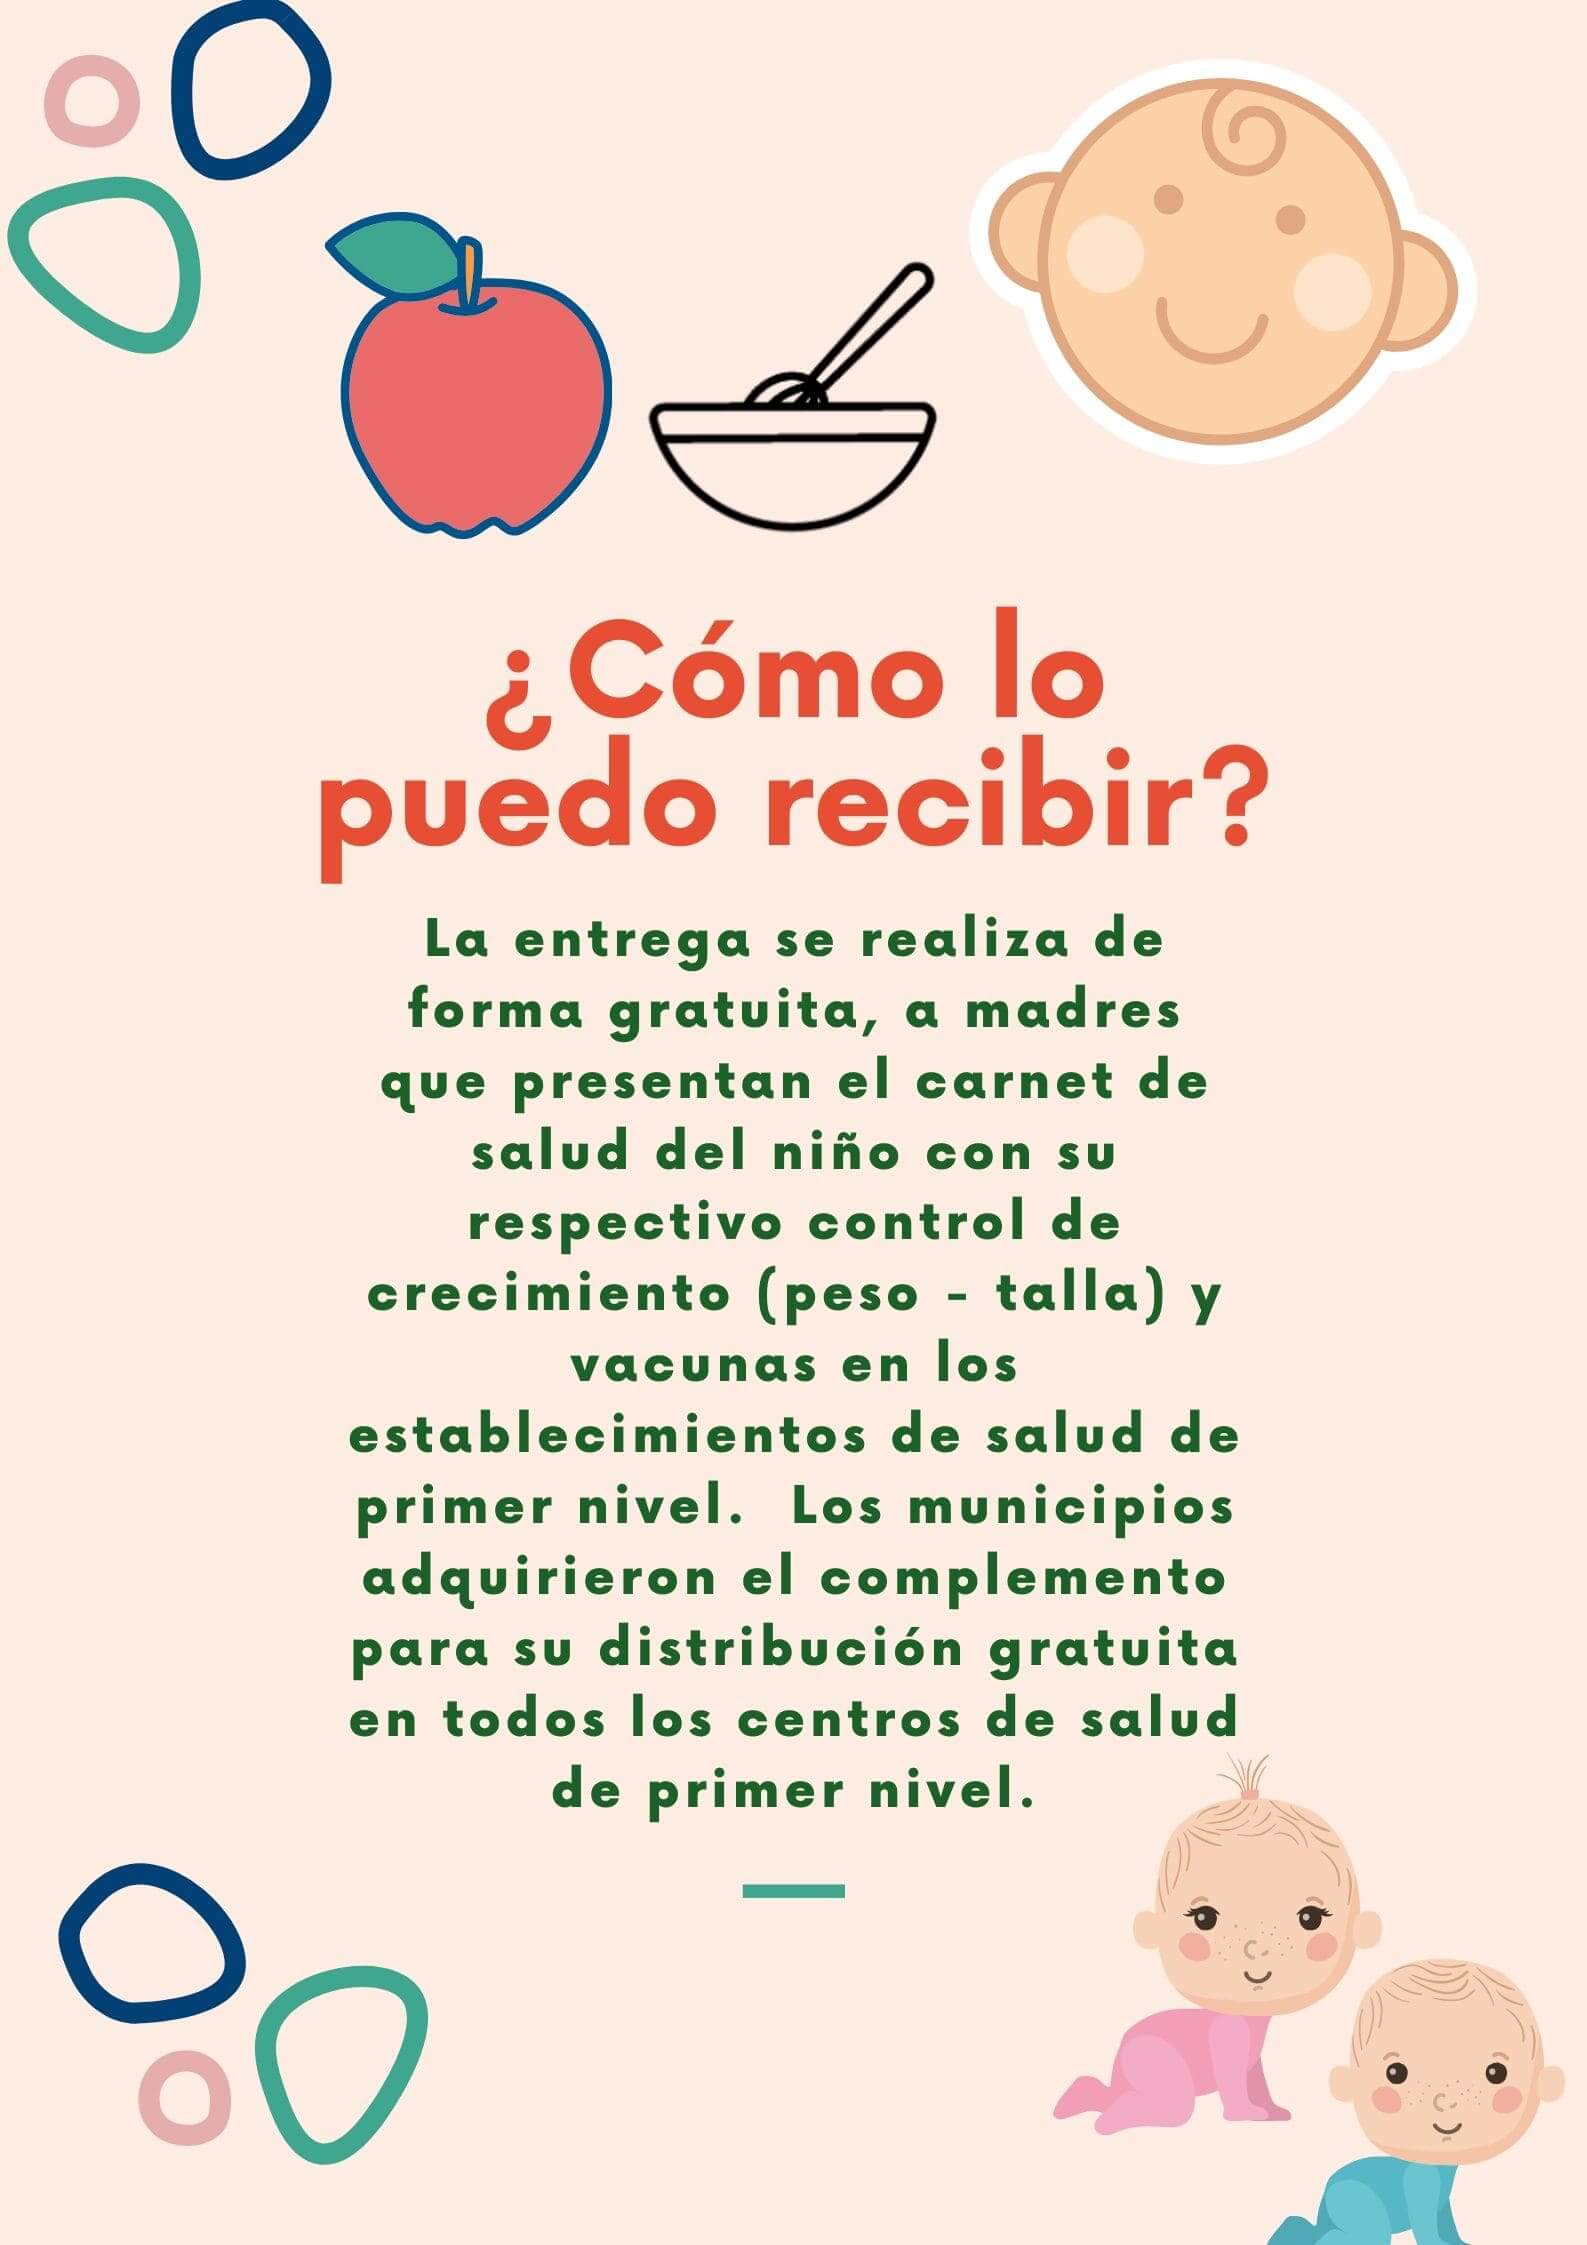 ¿Cómo lo
puedo recibir?
La entrega se realiza de
forma gratuita, a madres
que presentan el carnet de
salud del niño con su
respectivo control de
crecimiento (peso - talla) y
vacunas en los
establecimientos de salud de
primer nivel.  Los municipios
adquirieron el complemento
para su distribución gratuita
en todos los centros de salud
de primer nivel.